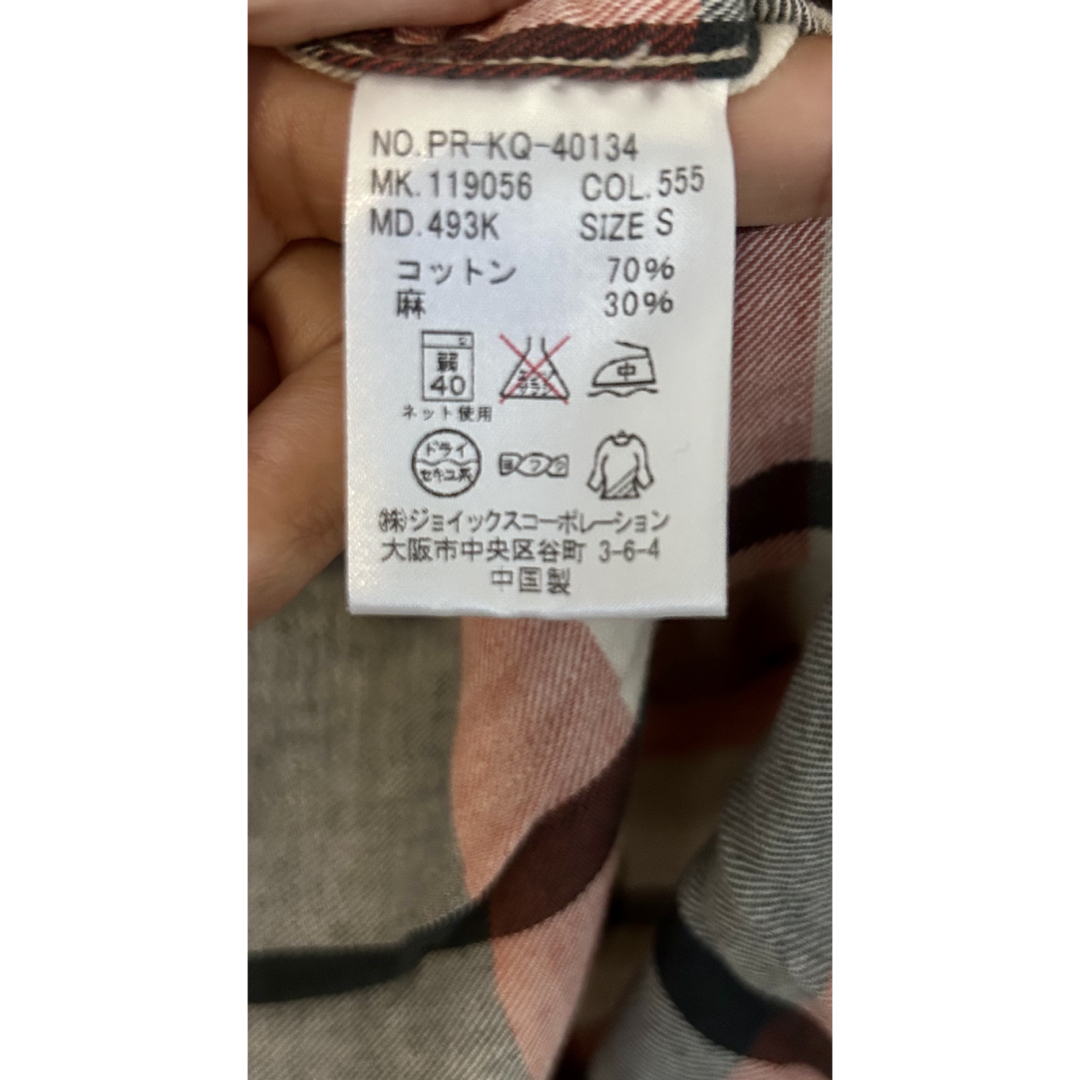 NO.PR-KQ-40134
MK.119056 COL.555
MD.493K SIZE S
コットン 70%
麻 30%
弱
40
中
ネット使用
ドライ
セキユ系
㈱ジョイックスコーポレーション
大阪市中央区谷町 3-6-4
中国製